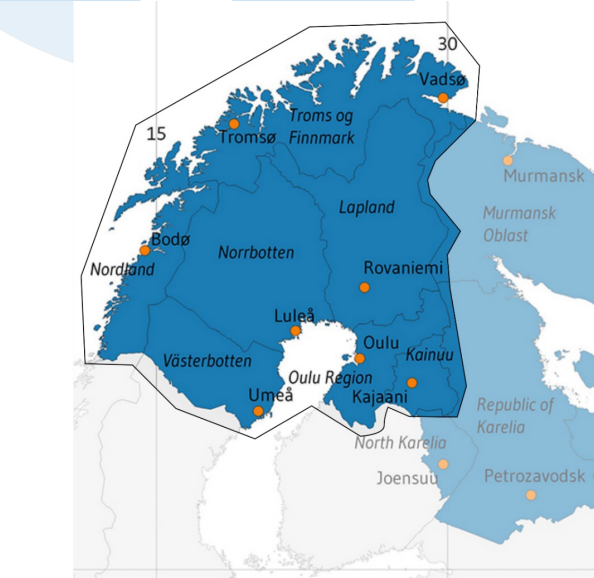 30
Vadsø
Troms og
Finnmark
15
Tromsø
Murmansk
Lapland
Murmansk
Oblast
Bodø
Norrbotten
Nordland
Rovaniemi
Luleå
Oulu
Kainuu
Västerbotten
Oulu Region
Umeå
Kajaani
Republic of
Karelia
North Karelia
Joensuu
Petrozavodsk